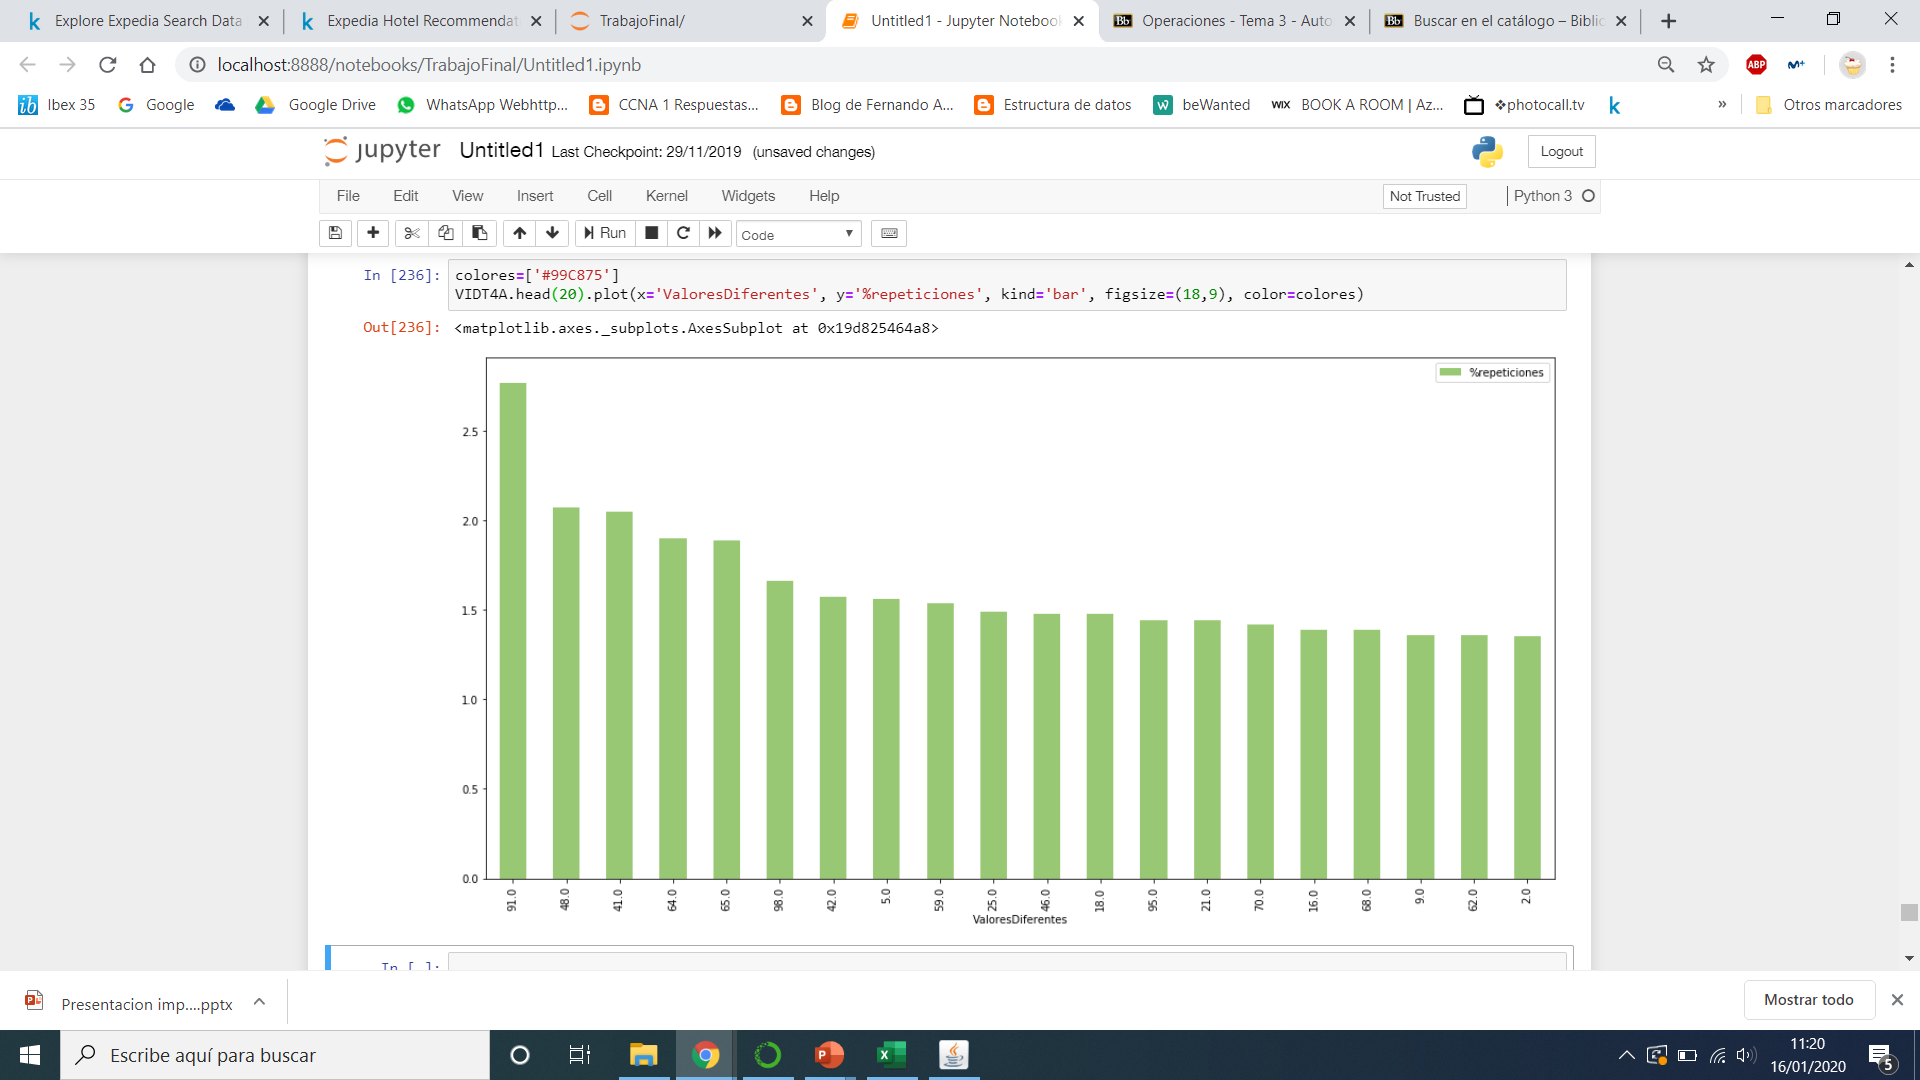 Explore Expedia Search Data
Expedia Hotel Recommendat
TrabajoFinal/
Untitled1 - Jupyter Notebook
Operaciones - Tema 3 - Auto
Buscar en el catálogo – Biblio
localhost:8888/notebooks/TrabajoFinal/Untitled1.ipynb
ABP
Ibex 35
Google
Google Drive
WhatsApp Webhttp...
CCNA 1 Respuestas...
Blog de Fernando A...
Estructura de datos
beWanted
WIX BOOK A ROOM | Az...
❖photocall.tv
»
Otros marcadores
jupyter Untitled1 Last Checkpoint: 29/11/2019 (unsaved changes)
Logout
File Edit View Insert Cell Kernel Widgets Help
Not Trusted
Python 3
Run
Code
In [236]:
colores=['#99C875']
VIDT4A.head(20).plot(x='ValoresDiferentes', y='%repeticiones', kind='bar', figsize=(18,9), color=colores)
Out[236]: <matplotlib.axes._subplots.AxesSubplot at 0x19d825464a8>
%repeticiones
2.5
2.0
1.5
1.0
0.5
0.0
91.0 48.0 41.0 64.0 65.0 98.0 42.0 5.0 59.0 25.0 46.0 18.0 95.0 21.0 70.0 16.0 68.0 9.0 62.0 2.0
ValoresDiferentes
In [ ]:
Presentacion imp....pptx
Mostrar todo
Escribe aquí para buscar
11:20
16/01/2020
5